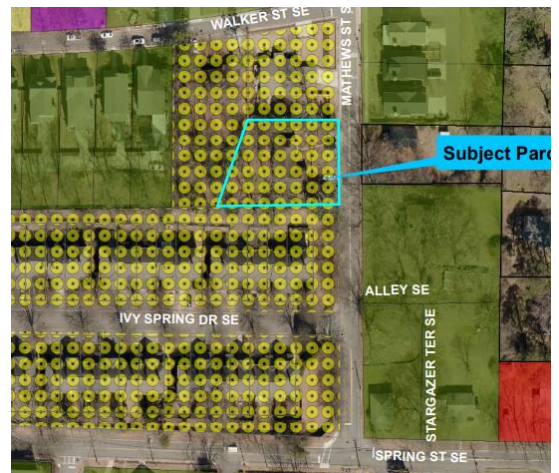 WALKER ST SE
MATHEWS ST S
Subject Parc
ALLEY SE
IVY SPRING DR SE
STARGAZER TER SE
SPRING ST SE